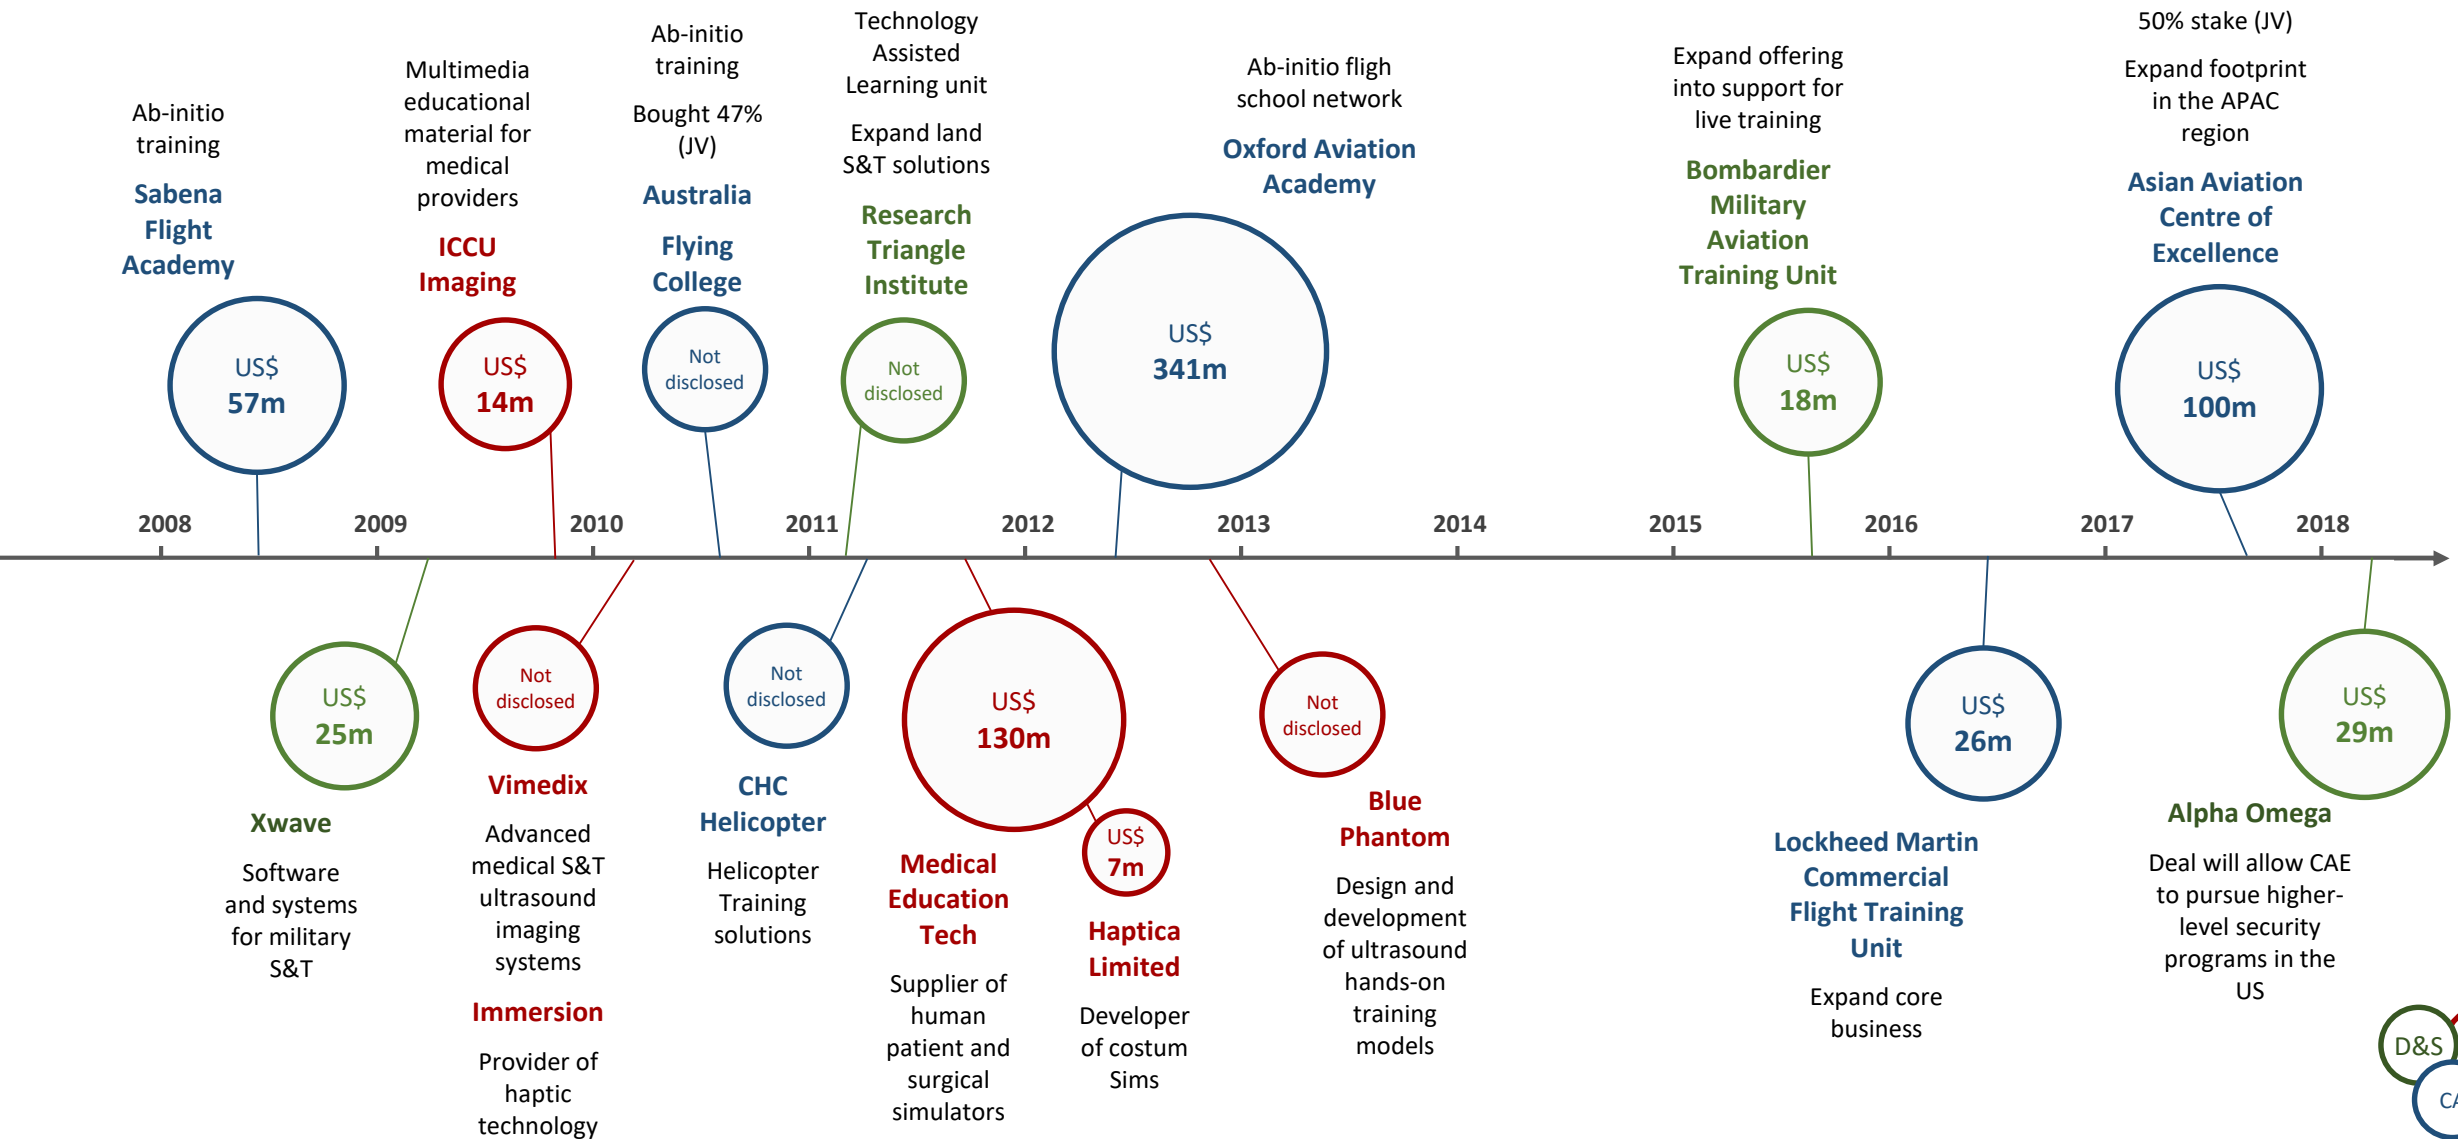 Ab-initio
training
Sabena
Flight
Academy
US$
57m
Multimedia
educational
material for
medical
providers
ICCU
Imaging
US$
14m
Ab-initio
training
Bought 47%
(JV)
Australia
Flying
College
Not
disclosed
Technology
Assisted
Learning unit
Expand land
S&T solutions
Research
Triangle
Institute
Not
disclosed
Ab-initio fligh
school network
Oxford Aviation
Academy
US$
341m
Expand offering
into support for
live training
Bombardier
Military
Aviation
Training Unit
US$
18m
50% stake (JV)
Expand footprint
in the APAC
region
Asian Aviation
Centre of
Excellence
US$
100m
2008 2009 2010 2011 2012 2013 2014 2015 2016 2017 2018
US$
25m
Xwave
Software
and systems
for military
S&T
Not
disclosed
Vimedix
Advanced
medical S&T
ultrasound
imaging
systems
Immersion
Provider of
haptic
technology
Not
disclosed
CHC
Helicopter
Helicopter
Training
solutions
US$
130m
Medical
Education
Tech
Supplier of
human
patient and
surgical
simulators
US$
7m
Haptica
Limited
Developer
of costum
Sims
Not
disclosed
Blue
Phantom
Design and
development
of ultrasound
hands-on
training
models
US$
26m
Lockheed Martin
Commercial
Flight Training
Unit
Expand core
business
US$
29m
Alpha Omega
Deal will allow CAE
to pursue higher-
level security
programs in the
US
D&S